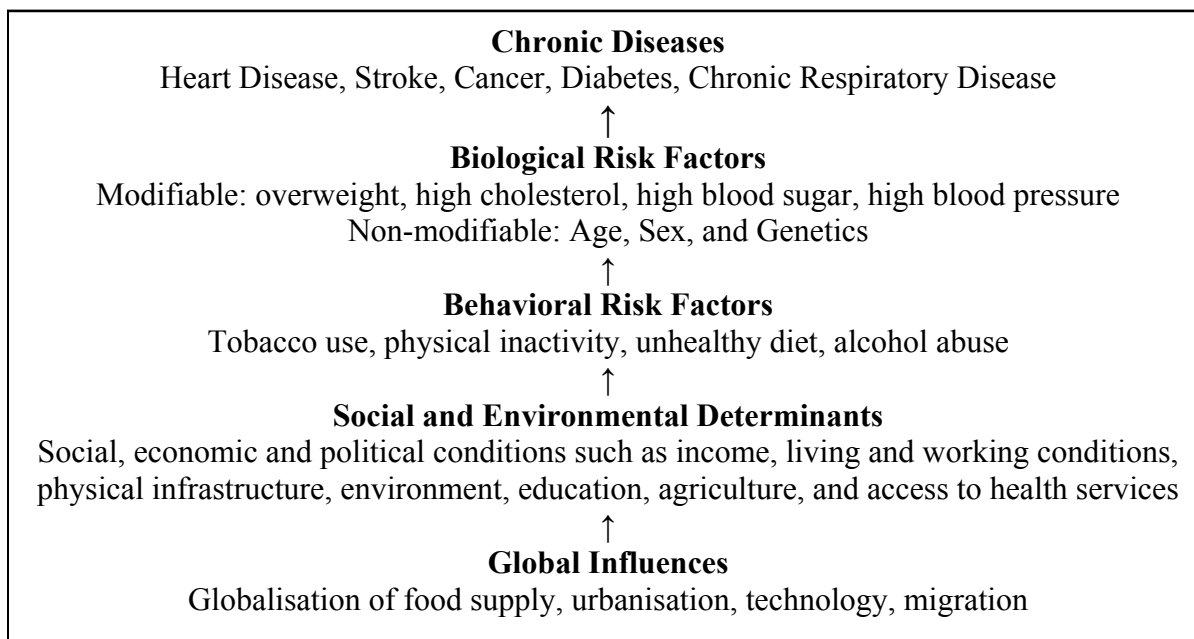 Chronic Diseases
Heart Disease, Stroke, Cancer, Diabetes, Chronic Respiratory Disease
↑
Biological Risk Factors
Modifiable: overweight, high cholesterol, high blood sugar, high blood pressure
Non-modifiable: Age, Sex, and Genetics
↑
Behavioral Risk Factors
Tobacco use, physical inactivity, unhealthy diet, alcohol abuse
↑
Social and Environmental Determinants
Social, economic and political conditions such as income, living and working conditions,
physical infrastructure, environment, education, agriculture, and access to health services
↑
Global Influences
Globalisation of food supply, urbanisation, technology, migration